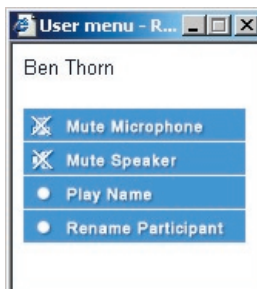 User menu - R...
Ben Thorn
Mute Microphone
Mute Speaker
Play Name
Rename Participant